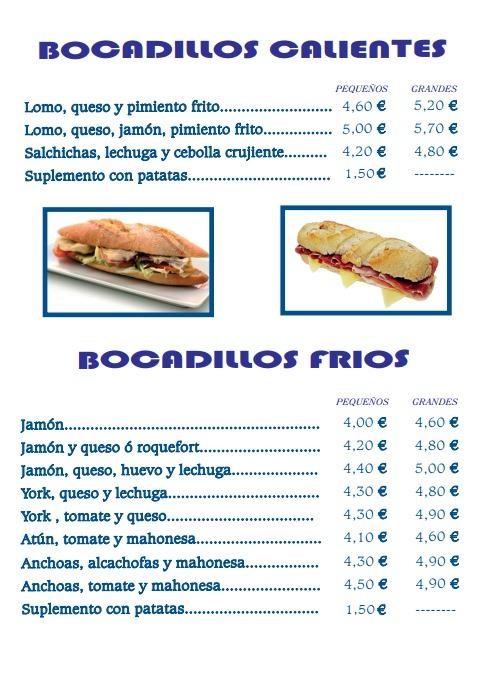 BOCADILLOS CALIENTES
PEQUEÑOS GRANDES
Lomo, queso y pimiento frito............................ 4,60 € 5,20 €
Lomo, queso, jamón, pimiento frito................. 5,00 € 5,70 €
Salchichas, lechuga y cebolla crujiente........... 4,20 € 4,80 €
Suplemento con patatas.................................... 1,50 € --------
BOCADILLOS FRIOS
PEQUEÑOS GRANDES
Jamón................................................................ 4,00 € 4,60 €
Jamón y queso ó roquefort............................... 4,20 € 4,80 €
Jamón, queso, huevo y lechuga...................... 4,40 € 5,00 €
York, queso y lechuga...................................... 4,30 € 4,80 €
York , tomate y queso..................................... 4,30 € 4,90 €
Atún, tomate y mahonesa............................... 4,10 € 4,60 €
Anchoas, alcachofas y mahonesa.................. 4,30 € 4,90 €
Anchoas, tomate y mahonesa......................... 4,50 € 4,90 €
Suplemento con patatas.................................. 1,50 € --------